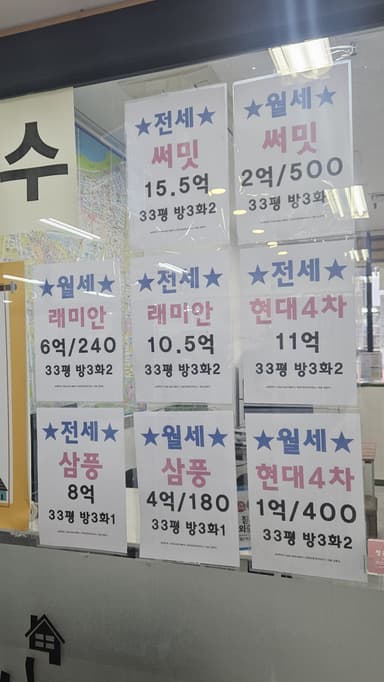 수
★전세★
써밋
15.5억
33평 방3화2
★월세★
써밋
2억/500
33평 방3화
★월세★
래미안
6억/240
33평 방3화2
★전세★
래미안
10.5억
33평 방3화2
★전세★
현대4차
11억
33평 방3화2
★전세★
삼풍
8억
33평 방3화1
★월세★
삼풍
4억/180
33평 방3화1
★월세★
현대4차
1억/400
33평 방3화2